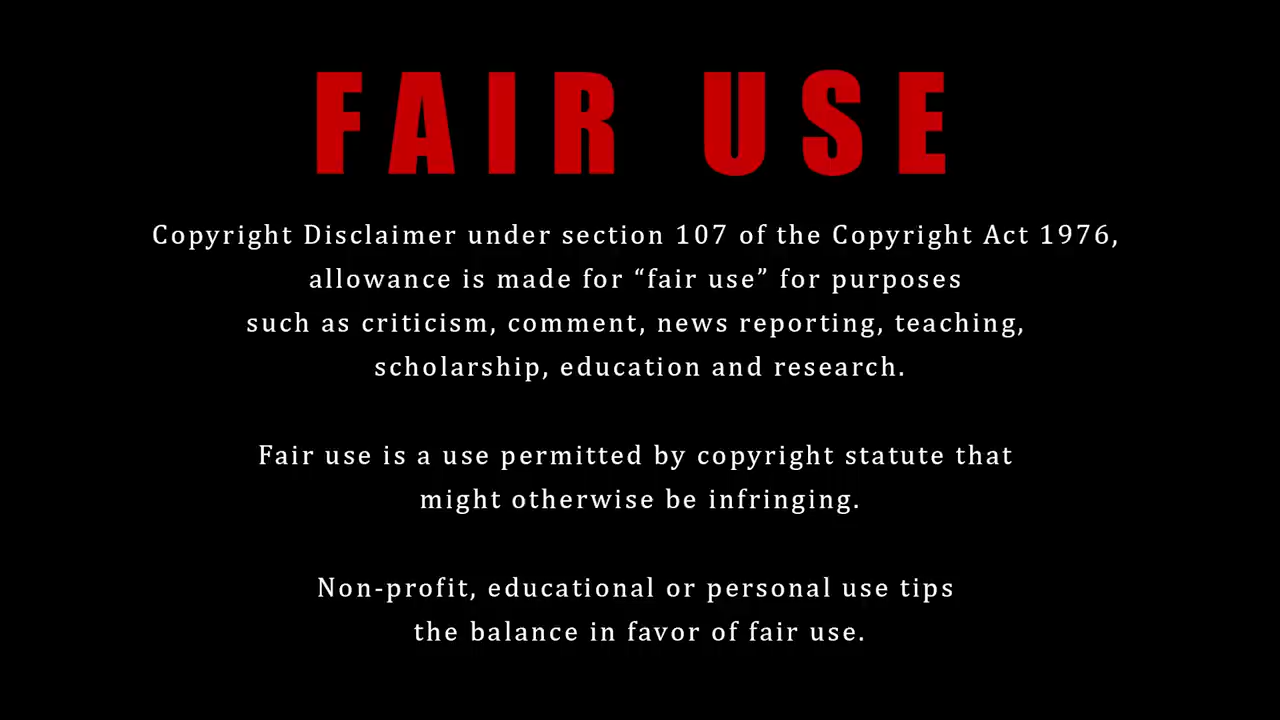 FAIR USE
Copyright Disclaimer under section 107 of the Copyright Act 1976,
allowance is made for “fair use” for purposes
such as criticism, comment, news reporting, teaching,
scholarship, education and research.
Fair use is a use permitted by copyright statute that
might otherwise be infringing.
Non-profit, educational or personal use tips
the balance in favor of fair use.